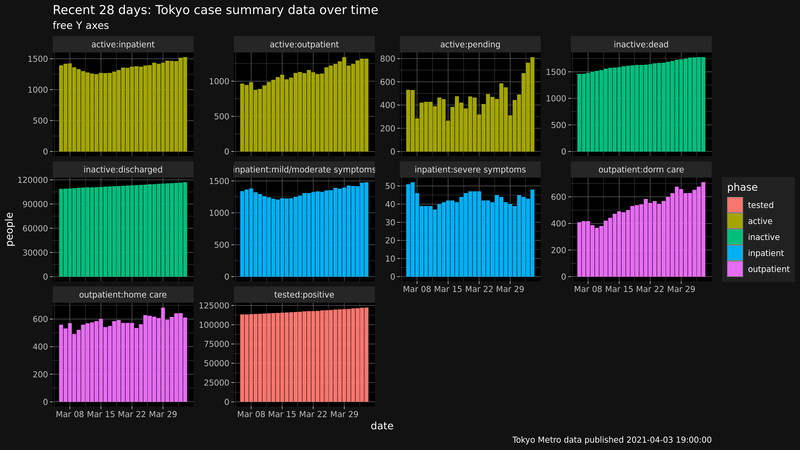 Recent 28 days: Tokyo case summary data over time
free Y axes
active:inpatient
active:outpatient
active:pending
inactive:dead
1500
1000
500
0
1000
500
0
800
600
400
200
0
1500
1000
500
0
inactive:discharged
inpatient:mild/moderate symptoms
inpatient:severe symptoms
outpatient:dorm care
120000
90000
60000
30000
0
1500
1000
500
0
50
40
30
20
10
0
600
400
200
0
Mar 08 Mar 15 Mar 22 Mar 29
Mar 08 Mar 15 Mar 22 Mar 29
outpatient:home care
tested:positive
600
400
200
0
125000
100000
75000
50000
25000
0
Mar 08 Mar 15 Mar 22 Mar 29
Mar 08 Mar 15 Mar 22 Mar 29
people
date
phase
tested
active
inactive
inpatient
outpatient
Tokyo Metro data published 2021-04-03 19:00:00